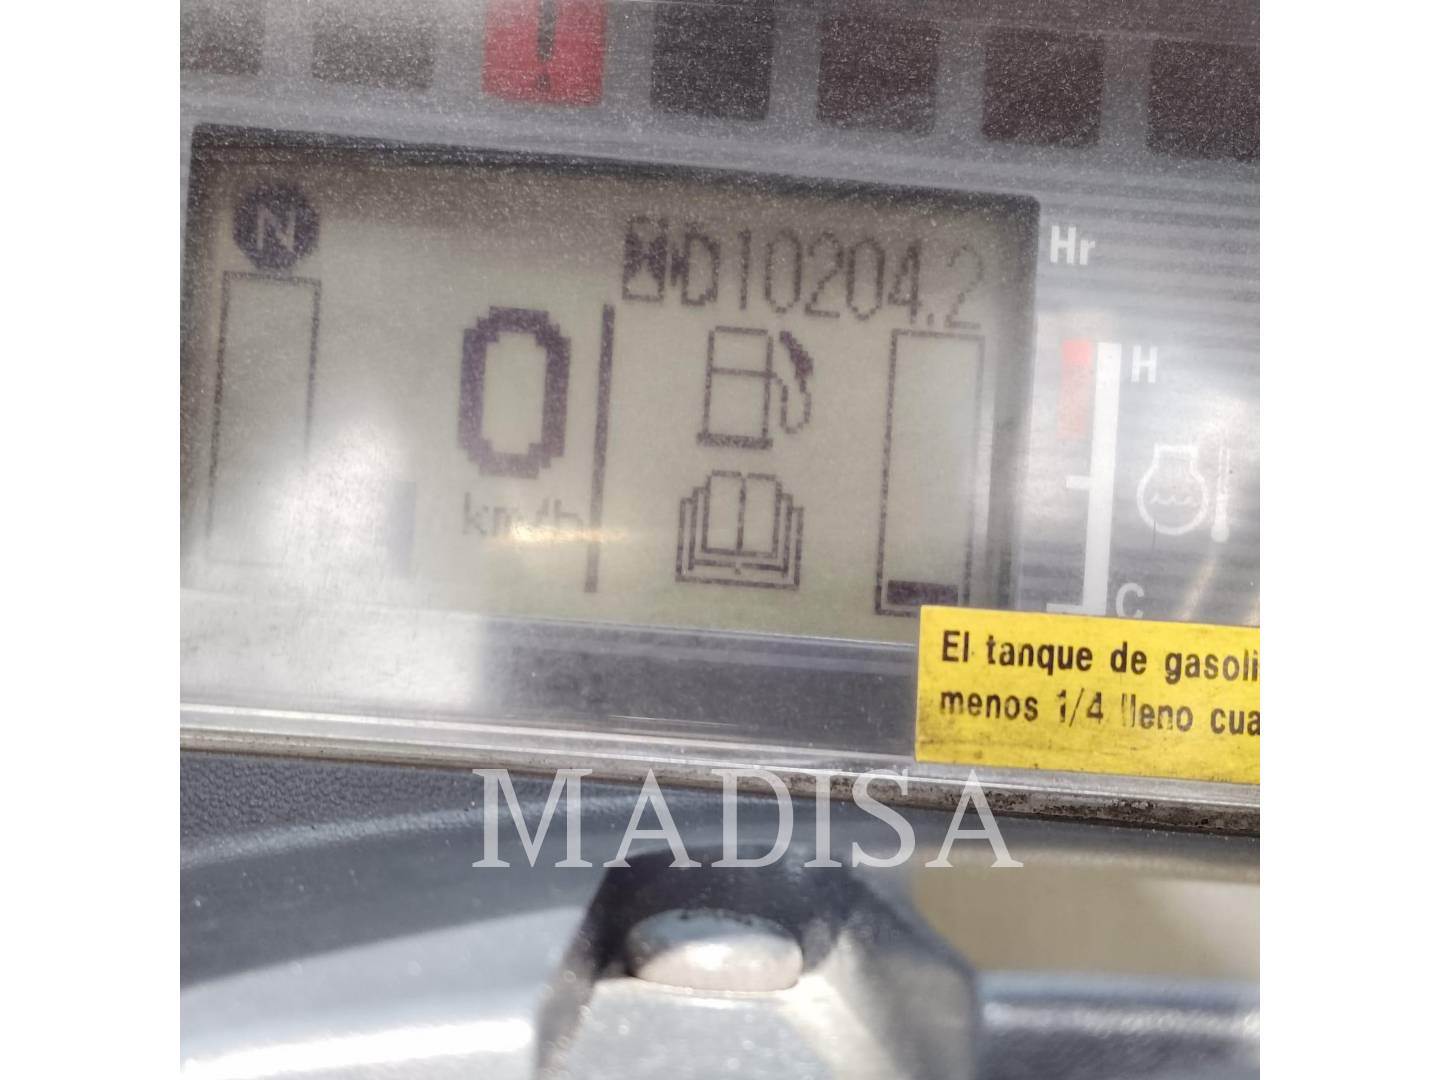 N
D10204.2
Hr
0
H
km/h
C
El tanque de gasoli
menos 1/4 lleno cua
MADISA